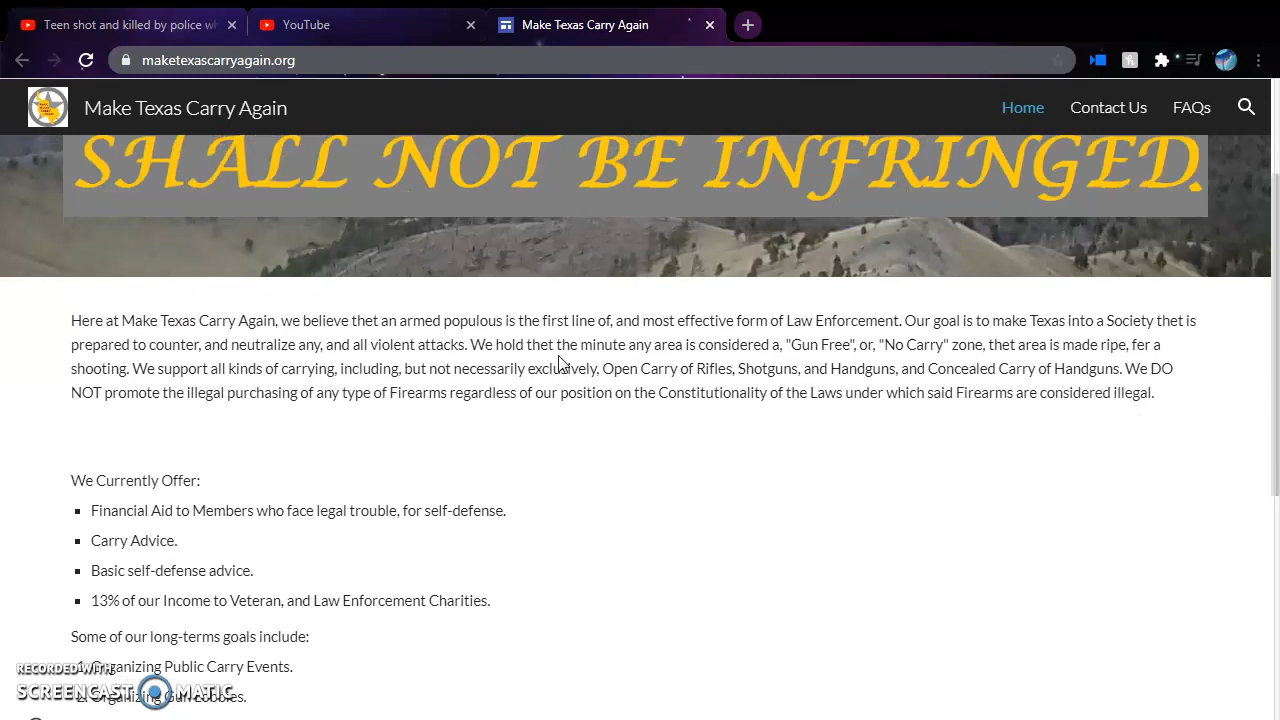 Teen shot and killed by police wh
YouTube
Make Texas Carry Again
maketexascarryagain.org
Make Texas Carry Again
Home
Contact Us
FAQs
SHALL NOT BE INFRINGED.
Here at Make Texas Carry Again, we believe thet an armed populous is the first line of, and most effective form of Law Enforcement. Our goal is to make Texas into a Society thet is
prepared to counter, and neutralize any, and all violent attacks. We hold thet the minute any area is considered a, "Gun Free", or, "No Carry" zone, thet area is made ripe, fer a
shooting. We support all kinds of carrying, including, but not necessarily exclusively, Open Carry of Rifles, Shotguns, and Handguns, and Concealed Carry of Handguns. We DO
NOT promote the illegal purchasing of any type of Firearms regardless of our position on the Constitutionality of the Laws under which said Firearms are considered illegal.
We Currently Offer:
Financial Aid to Members who face legal trouble, for self-defense.
Carry Advice.
Basic self-defense advice.
13% of our Income to Veteran, and Law Enforcement Charities.
Some of our long-terms goals include:
1. Organizing Public Carry Events.
2. Organizing Gun Lobbies.
RECORDED WITH
SCREENCAST MATIC